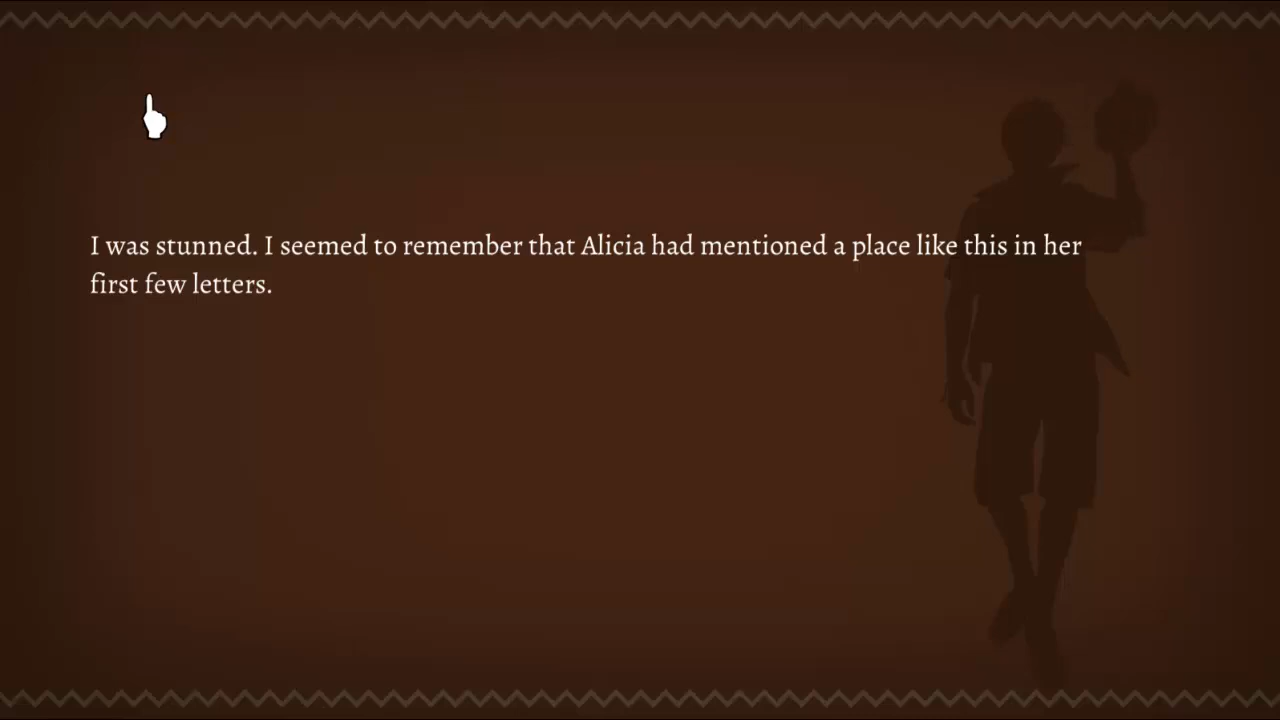 I was stunned. I seemed to remember that Alicia had mentioned a place like this in her
first few letters.